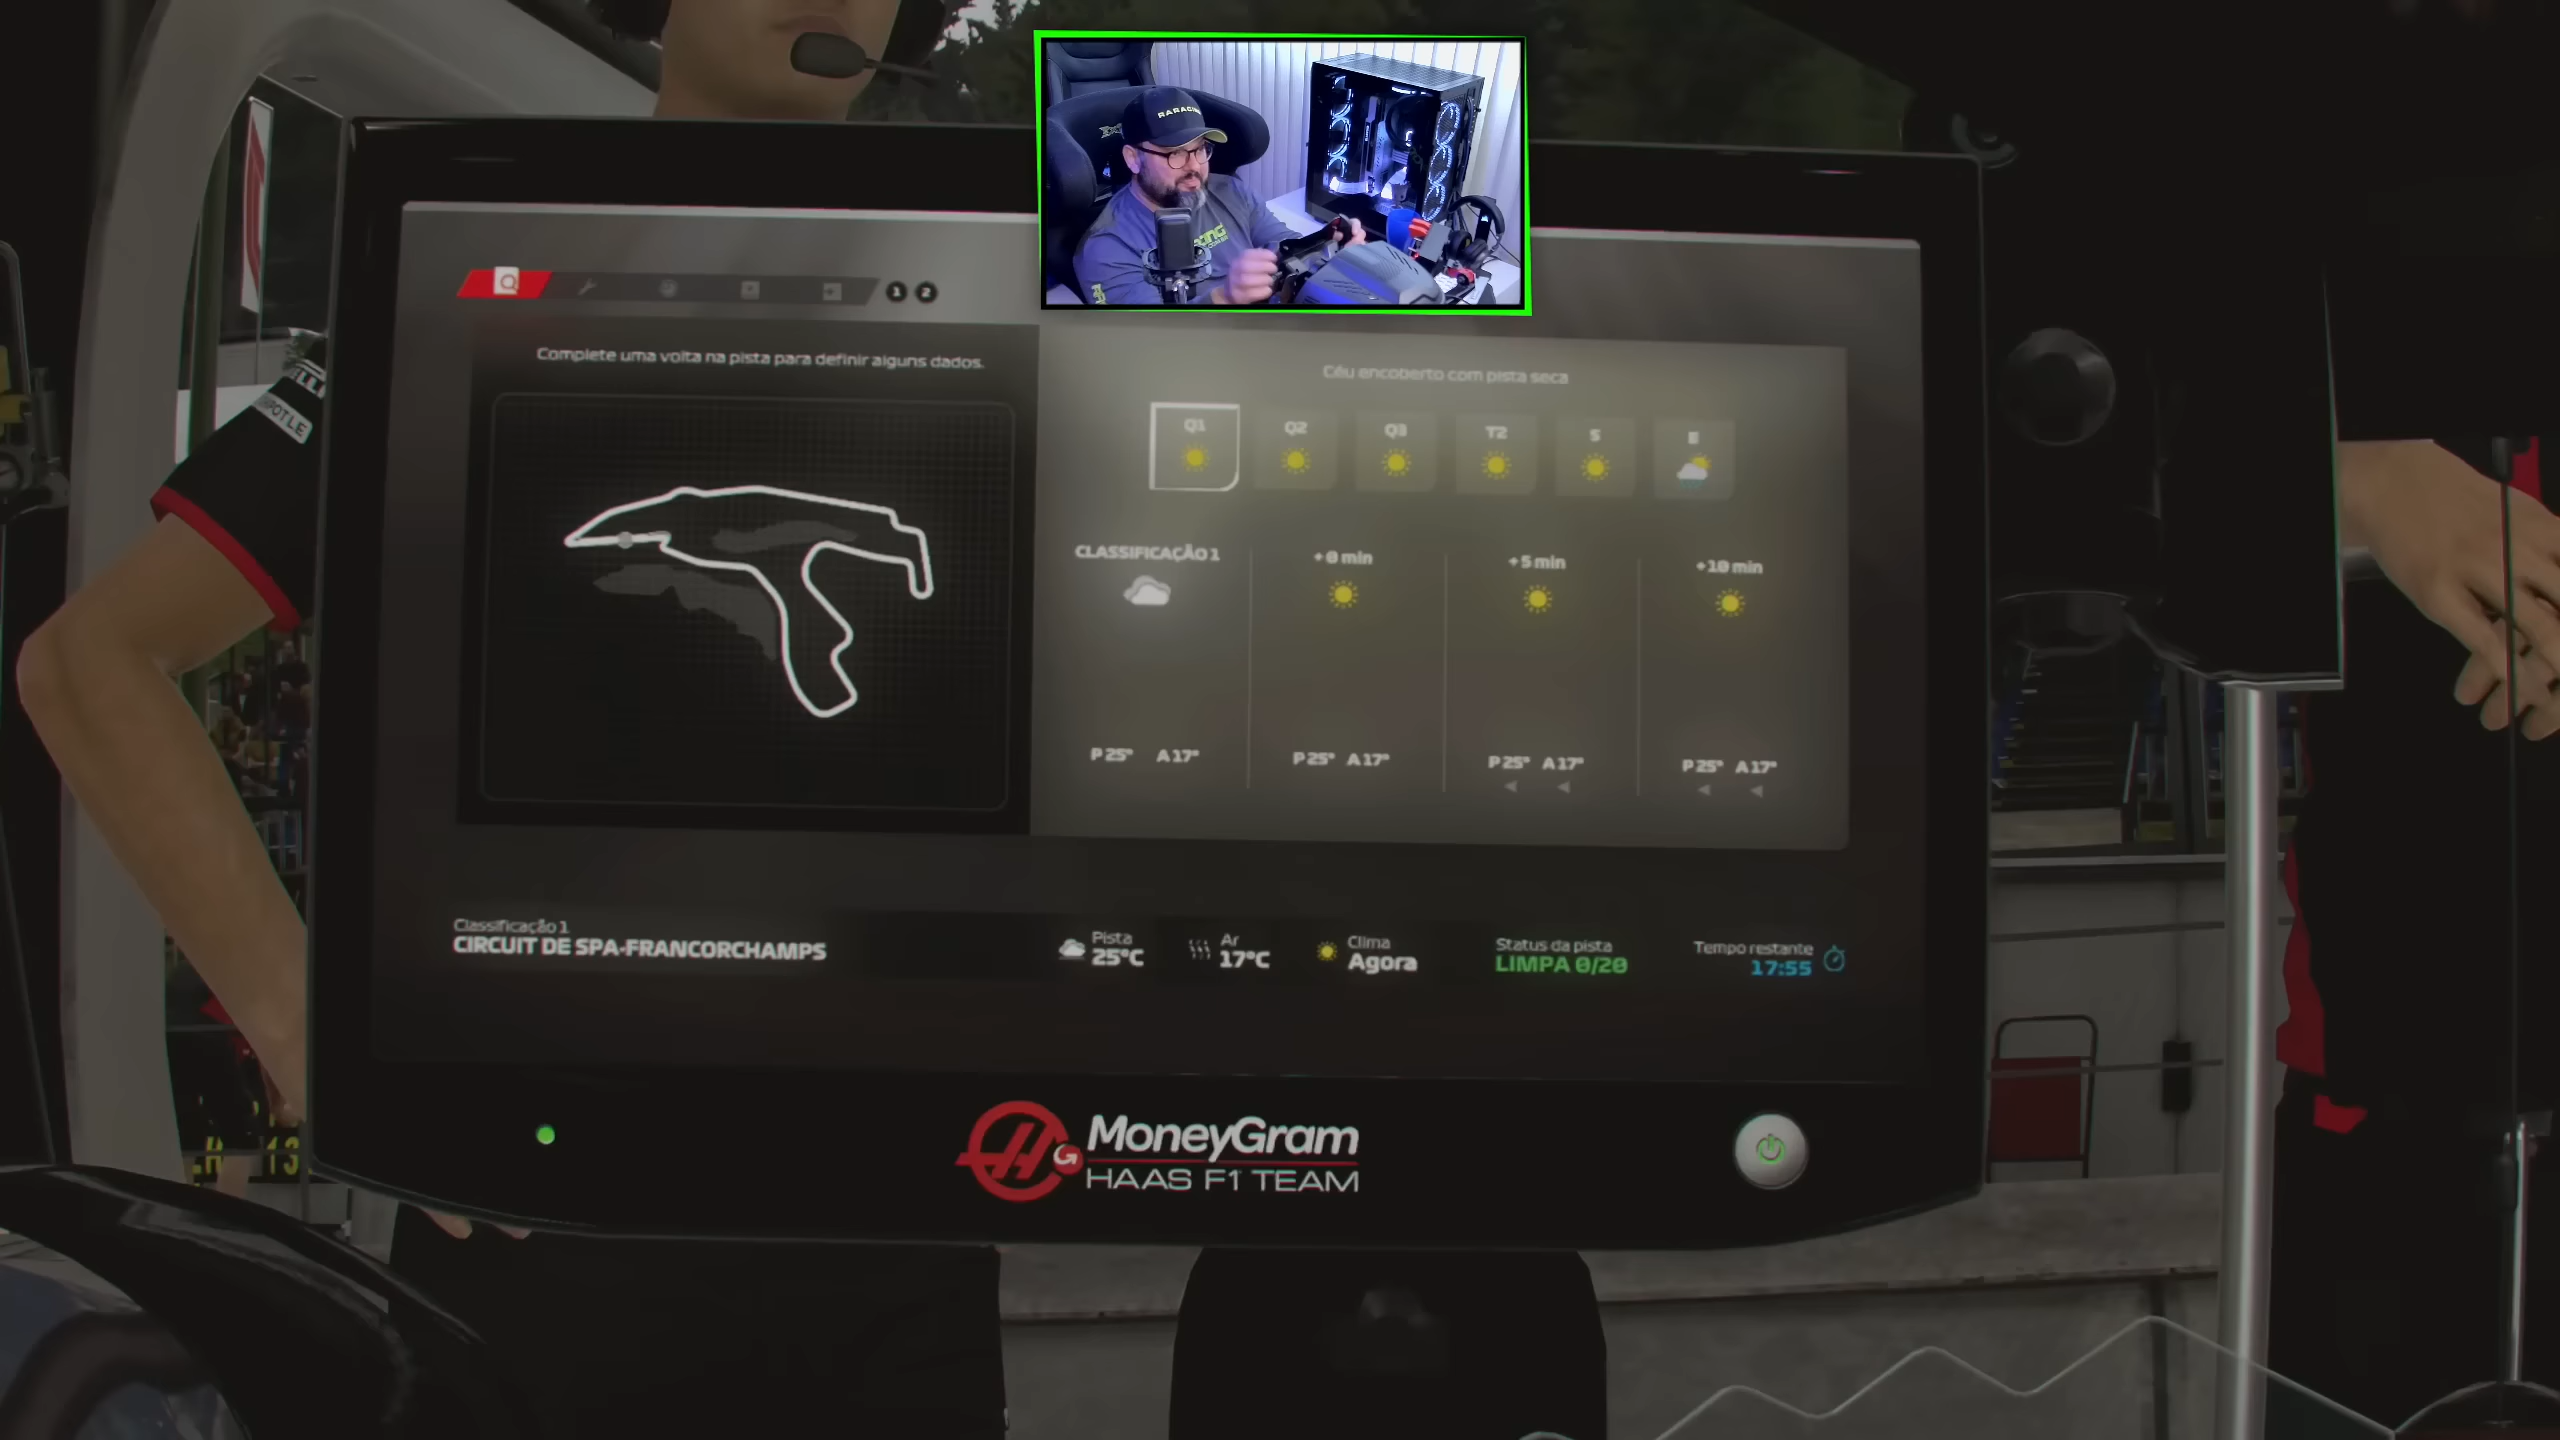 1 2
Complete uma volta na pista para definir alguns dados.
Céu encoberto com pista seca
Q1 Q2 Q3 T2 S
CLASSIFICAÇÃO 1 +0 min +5 min +10 min
P 25° A 17° P 25° A 17° P 25° A 17° P 25° A 17°
Classificação 1
CIRCUIT DE SPA-FRANCORCHAMPS
Pista
25°C
Ar
17°C
Clima
Agora
Status da pista
LIMPA 0/20
Tempo restante
17:55
MoneyGram
HAAS F1 TEAM
13